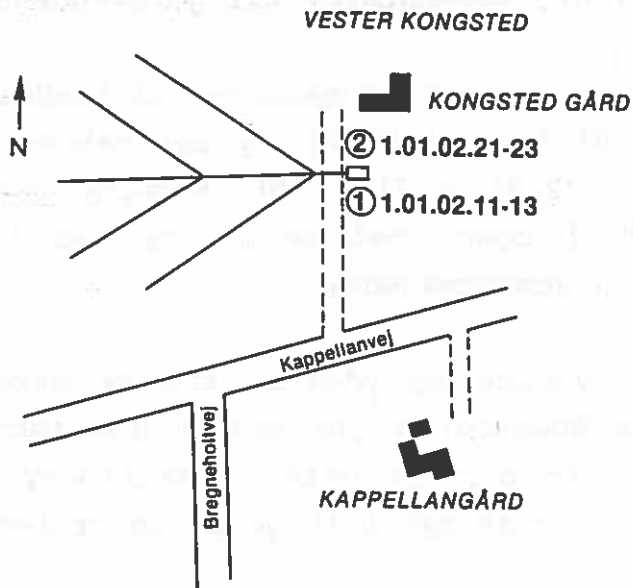 VESTER KONGSTED
KONGSTED GÅRD
N
② 1.01.02.21-23
① 1.01.02.11-13
Kappellanvej
Bregneholtvej
KAPPELLANGÅRD